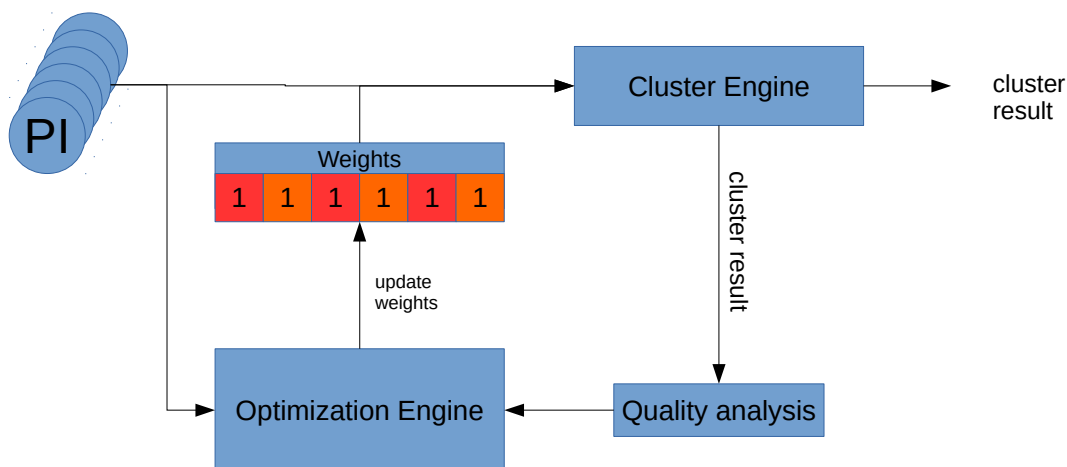 PI
Cluster Engine
cluster
result
Weights
1 1 1 1 1 1
cluster result
update
weights
Optimization Engine
Quality analysis